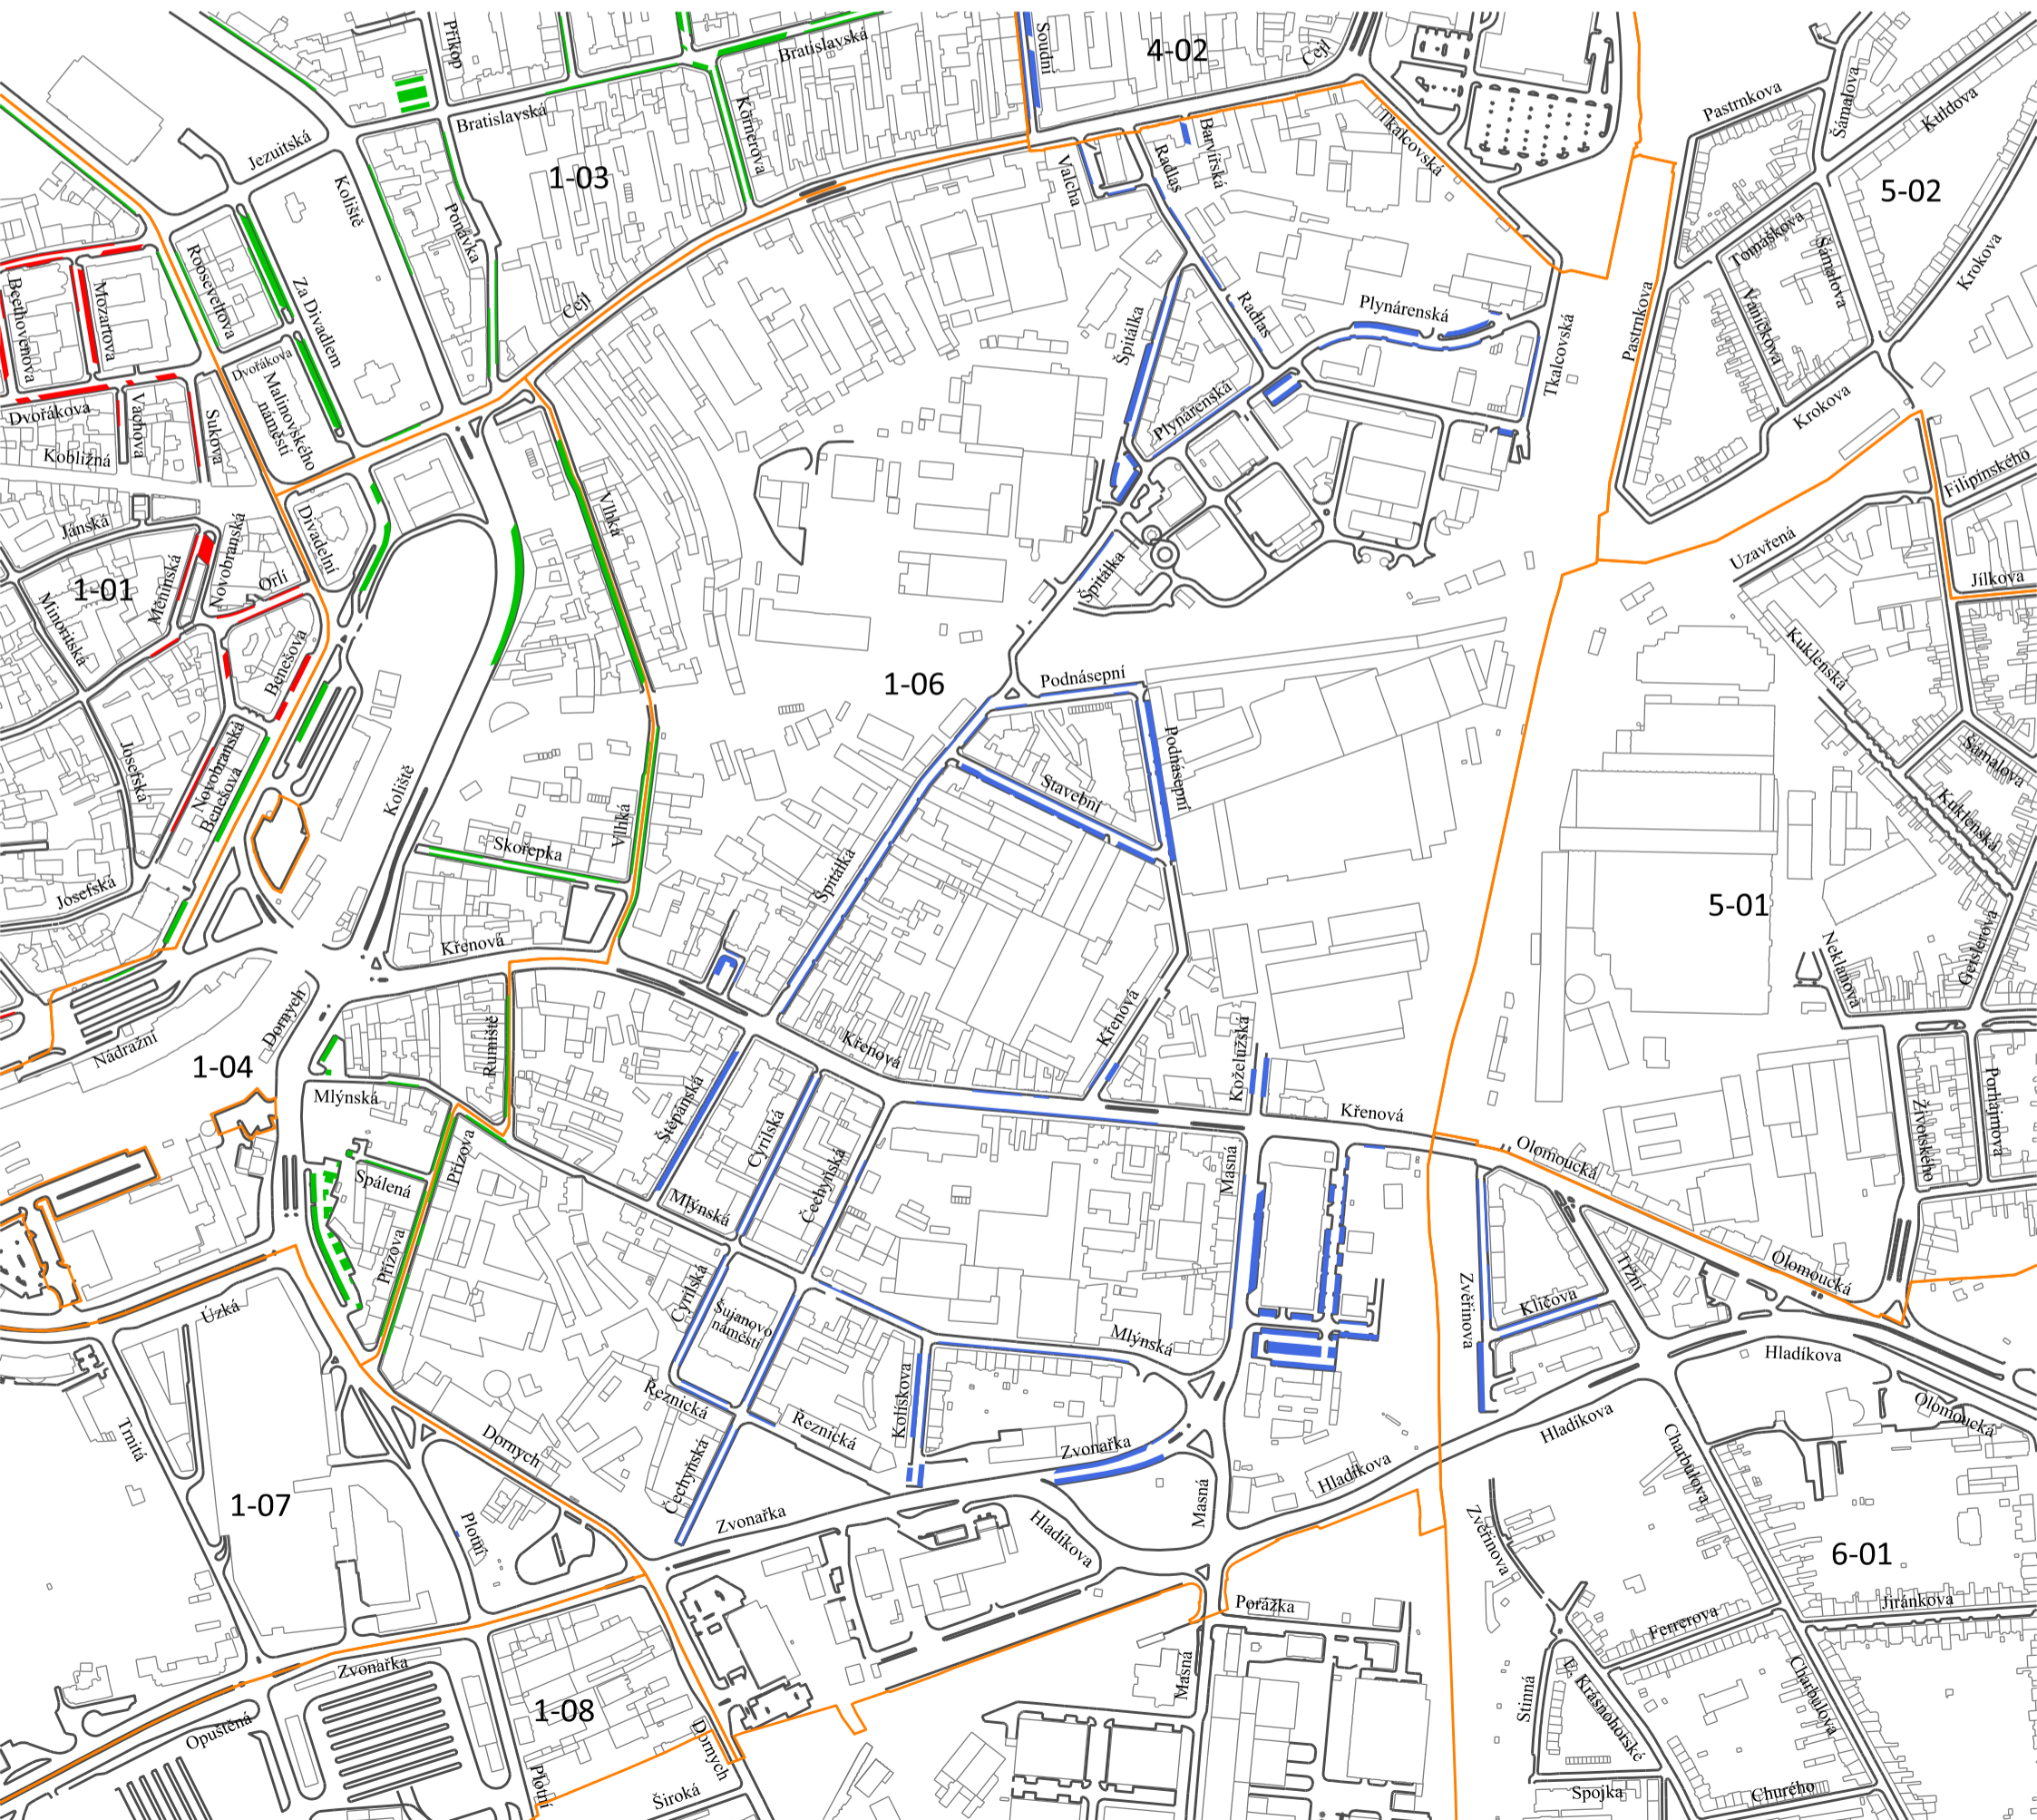 Příkop
Bratislavská
Soudní
4-02
Cejl
Pastrnkova
Šámalova
Kuldova
Jezuitská
Bratislavská
Körnerova
Tkalcovská
Barvířská
Radlas
Valcha
1-03
Koliště
Ponávka
5-02
Tomáškova
Šámalova
Krokova
Rooseveltova
Za Divadlem
Beethovenova
Mozartova
Cejl
Vaníčkova
Pastrnkova
Plynárenská
Radlas
Špitálka
Tkalcovská
Dvořákova
Malinovského
náměstí
Dvořákova
Vachova
Sukova
Kobližná
Plynárenská
Krokova
Filipínského
Jánská
Divadelní
Vlhká
Uzavřená
Novobranská
Orlí
1-01
Měnínská
Minoritská
Špitálka
Jílkova
Benešova
Kuklenská
1-06
Podnásepní
Podnásepní
Stavební
Josefská
Novobranská
Benešova
Koliště
Šámalova
Kuklenská
Vlhká
Skořepka
Špitálka
Josefská
5-01
Křenová
Neklanova
Geislerova
Dornych
Nádražní
Rumiště
Křenová
Křenová
Koželužská
1-04
Mlýnská
Štěpánská
Cyrilská
Křenová
Životského
Porhajmova
Olomoucká
Přízova
Spálená
Čechyňská
Masná
Mlýnská
Přízova
Cyrilská
Šujanovo
náměstí
Zvěřinova
Tržní
Olomoucká
Klíčova
Úzká
Mlýnská
Hladíkova
Řeznická
Řeznická
Kolískova
Olomoucká
Trnitá
Dornych
Čechyňská
Zvonařka
Hladíkova
Charbulova
Hladíkova
1-07
Plotní
Zvonařka
Masná
Hladíkova
Zvěřinova
6-01
Porážka
Jiránkova
Ferrerova
Zvonařka
Masná
Stinná
E. Krásnohorské
Charbulova
1-08
Opuštěná
Dornych
Plotní
Široká
Spojka
Churého